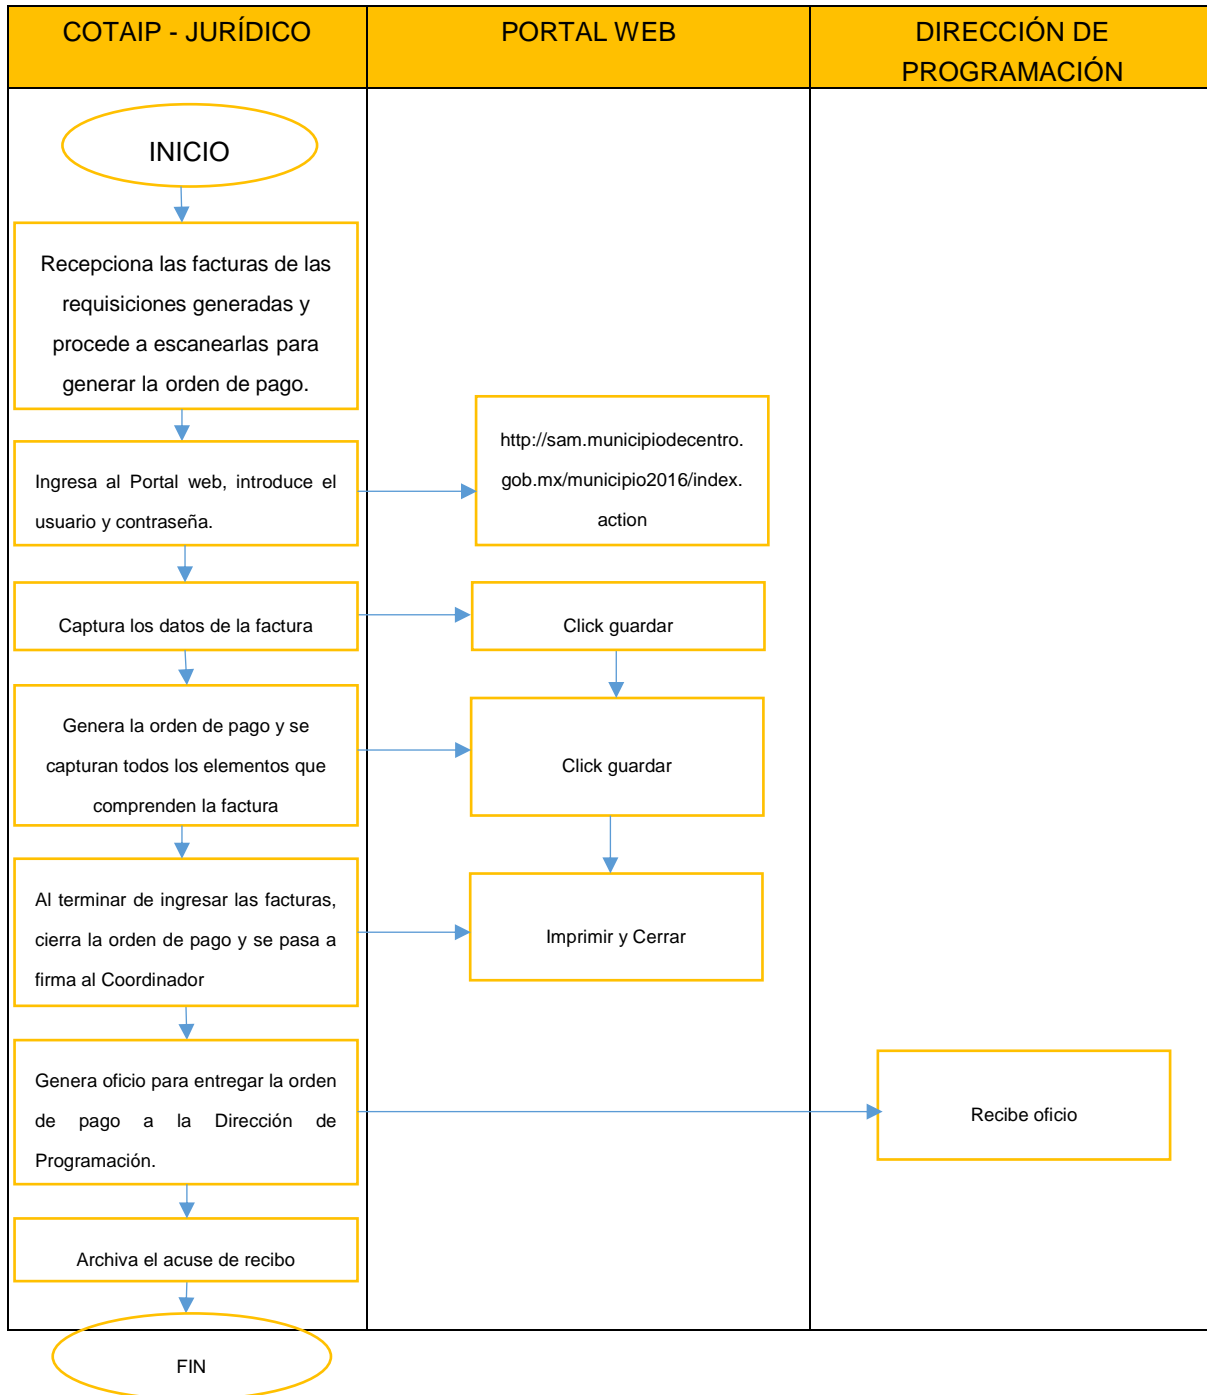 COTAIP - JURÍDICO
PORTAL WEB
DIRECCIÓN DE
PROGRAMACIÓN
INICIO
Recepciona las facturas de las
requisiciones generadas y
procede a escanearlas para
generar la orden de pago.
Ingresa al Portal web, introduce el
usuario y contraseña.
http://sam.municipiodecentro.
gob.mx/municipio2016/index.
action
Captura los datos de la factura
Click guardar
Genera la orden de pago y se
capturan todos los elementos que
comprenden la factura
Click guardar
Al terminar de ingresar las facturas,
cierra la orden de pago y se pasa a
firma al Coordinador
Imprimir y Cerrar
Genera oficio para entregar la orden
de pago a la Dirección de
Programación.
Recibe oficio
Archiva el acuse de recibo
FIN